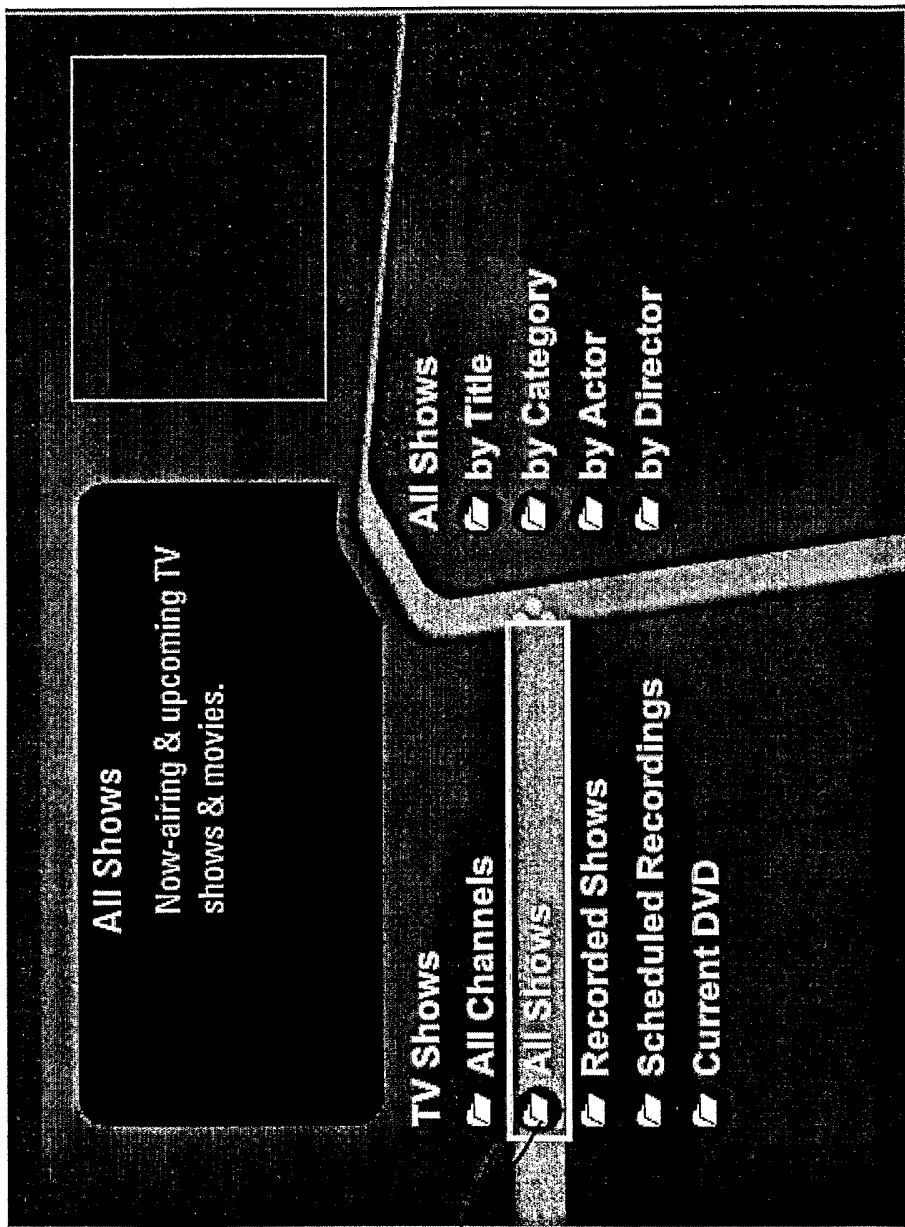 All Shows
Now-airing & upcoming TV
shows & movies.
TV Shows
All Channels
All Shows
Recorded Shows
Scheduled Recordings
Current DVD
All Shows
by Title
by Category
by Actor
by Director